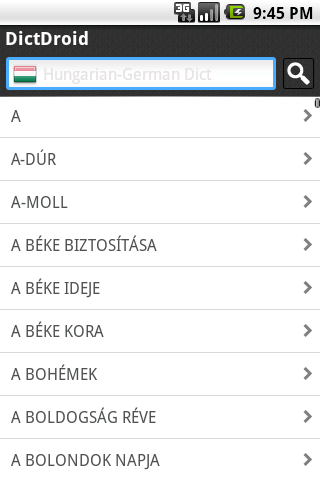 3G 9:45 PM
DictDroid
Hungarian-German Dict
A
A-DÚR
A-MOLL
A BÉKE BIZTOSÍTÁSA
A BÉKE IDEJE
A BÉKE KORA
A BOHÉMEK
A BOLDOGSÁG RÉVE
A BOLONDOK NAPJA